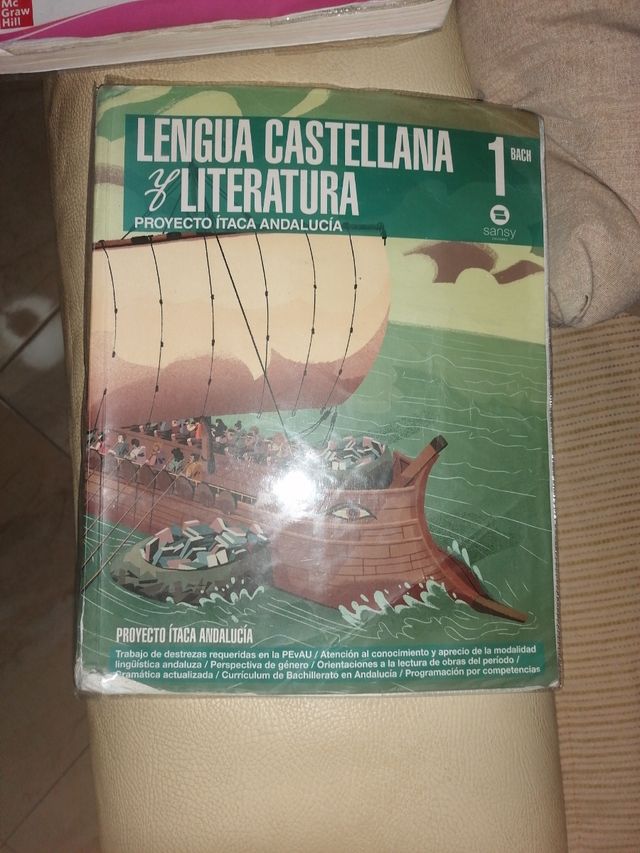 Mc
Graw
Hill
LENGUA CASTELLANA
y LITERATURA
PROYECTO ÍTACA ANDALUCÍA
1 BACH
sansy
PROYECTO ÍTACA ANDALUCÍA
Trabajo de destrezas requeridas en la PEvAU / Atención al conocimiento y aprecio de la modalidad
lingüística andaluza / Perspectiva de género / Orientaciones a la lectura de obras del período /
Gramática actualizada / Currículum de Bachillerato en Andalucía / Programación por competencias